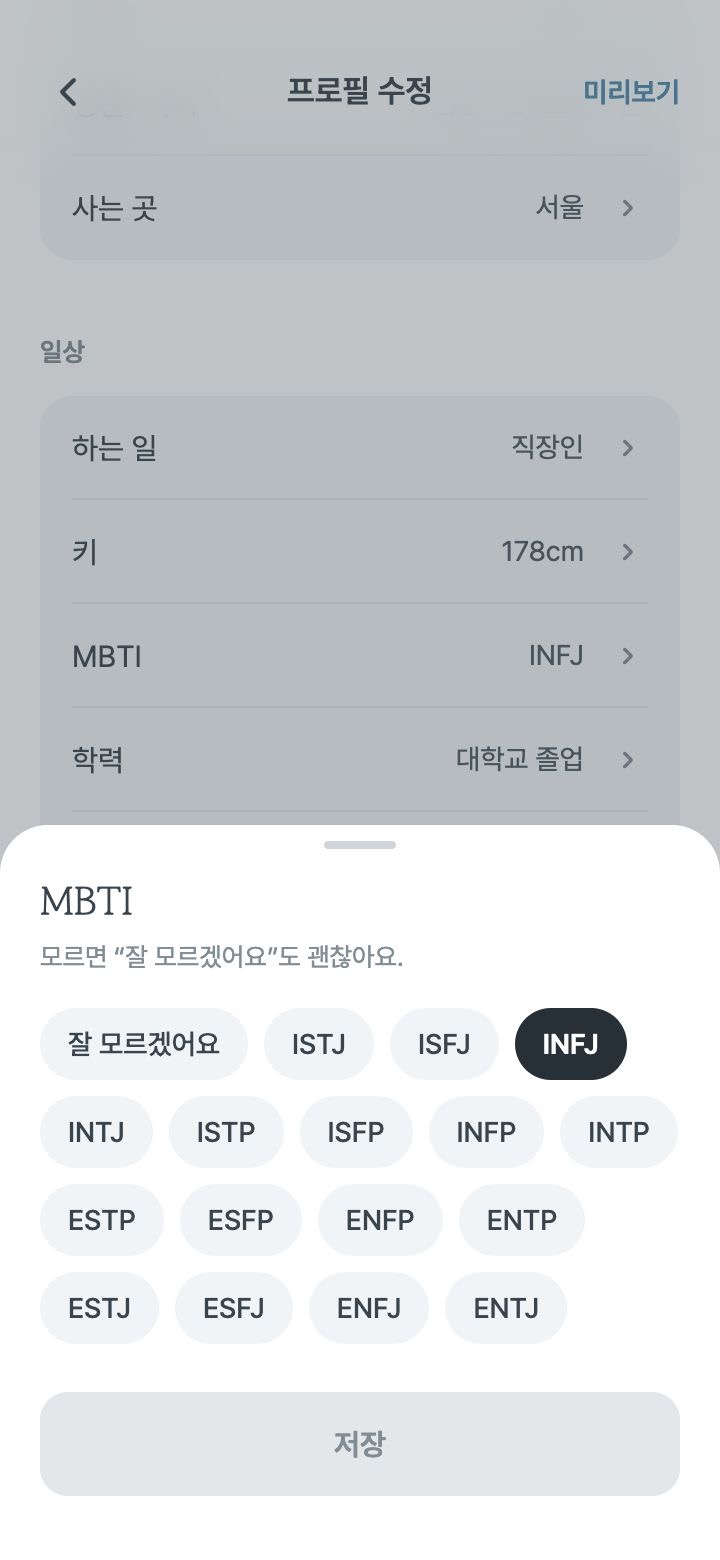 프로필 수정 미리보기
사는 곳 서울
일상
하는 일 직장인
키 178cm
MBTI INFJ
학력 대학교 졸업
MBTI
모르면 “잘 모르겠어요”도 괜찮아요.
잘 모르겠어요 ISTJ ISFJ INFJ
INTJ ISTP ISFP INFP INTP
ESTP ESFP ENFP ENTP
ESTJ ESFJ ENFJ ENTJ
저장